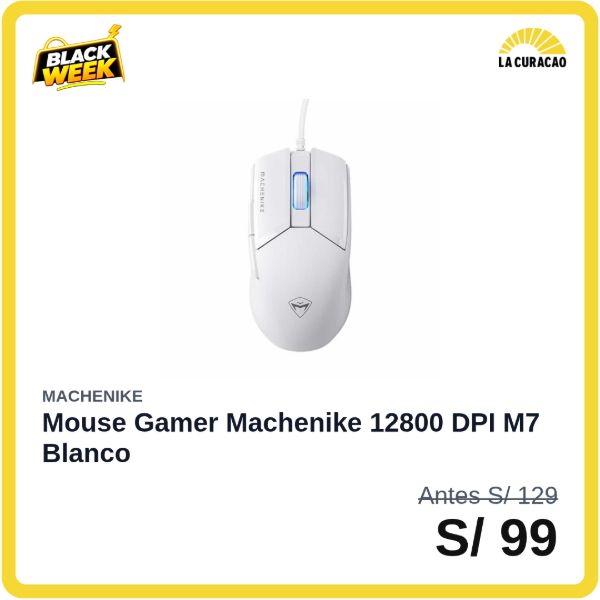 BLACK
WEEK
LA CURACAO
MACHENIKE
MACHENIKE
Mouse Gamer Machenike 12800 DPI M7
Blanco
Antes S/ 129
S/ 99